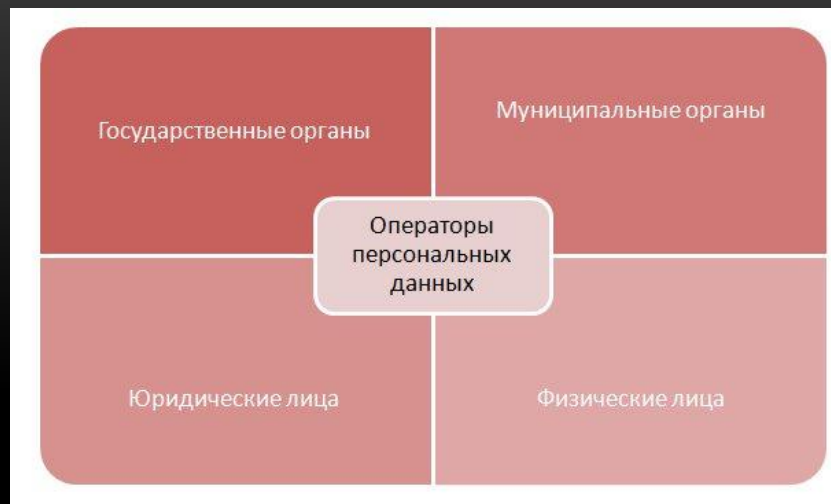 Государственные органы
Муниципальные органы
Операторы
персональных
данных
Юридические лица
Физические лица